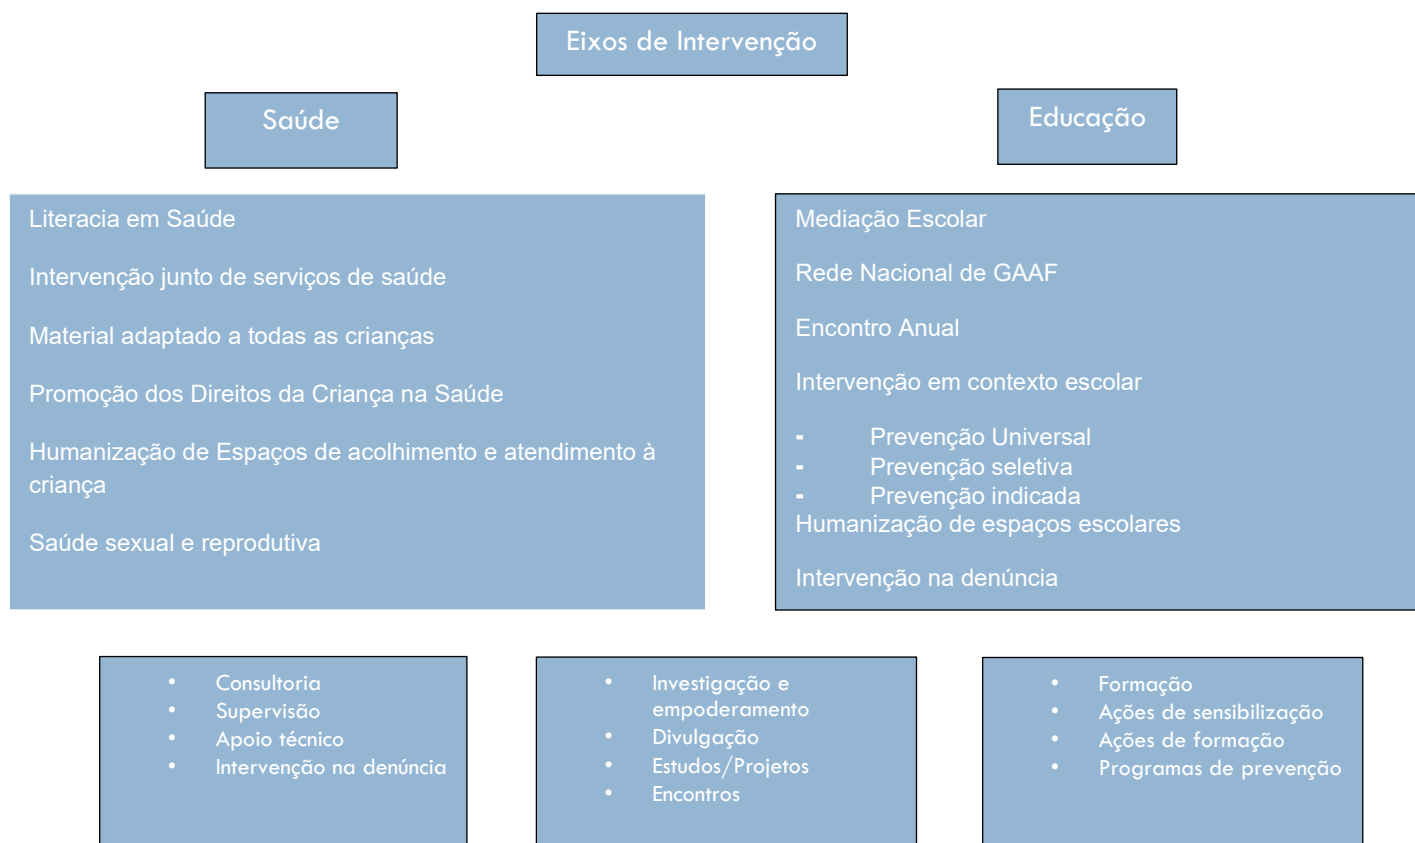 Eixos de Intervenção
Saúde
Educação
Literacia em Saúde
Intervenção junto de serviços de saúde
Material adaptado a todas as crianças
Promoção dos Direitos da Criança na Saúde
Humanização de Espaços de acolhimento e atendimento à
criança
Saúde sexual e reprodutiva
Mediação Escolar
Rede Nacional de GAAF
Encontro Anual
Intervenção em contexto escolar
- Prevenção Universal
- Prevenção seletiva
- Prevenção indicada
Humanização de espaços escolares
Intervenção na denúncia
• Consultoria
• Supervisão
• Apoio técnico
• Intervenção na denúncia
• Investigação e
empoderamento
• Divulgação
• Estudos/Projetos
• Encontros
• Formação
• Ações de sensibilização
• Ações de formação
• Programas de prevenção